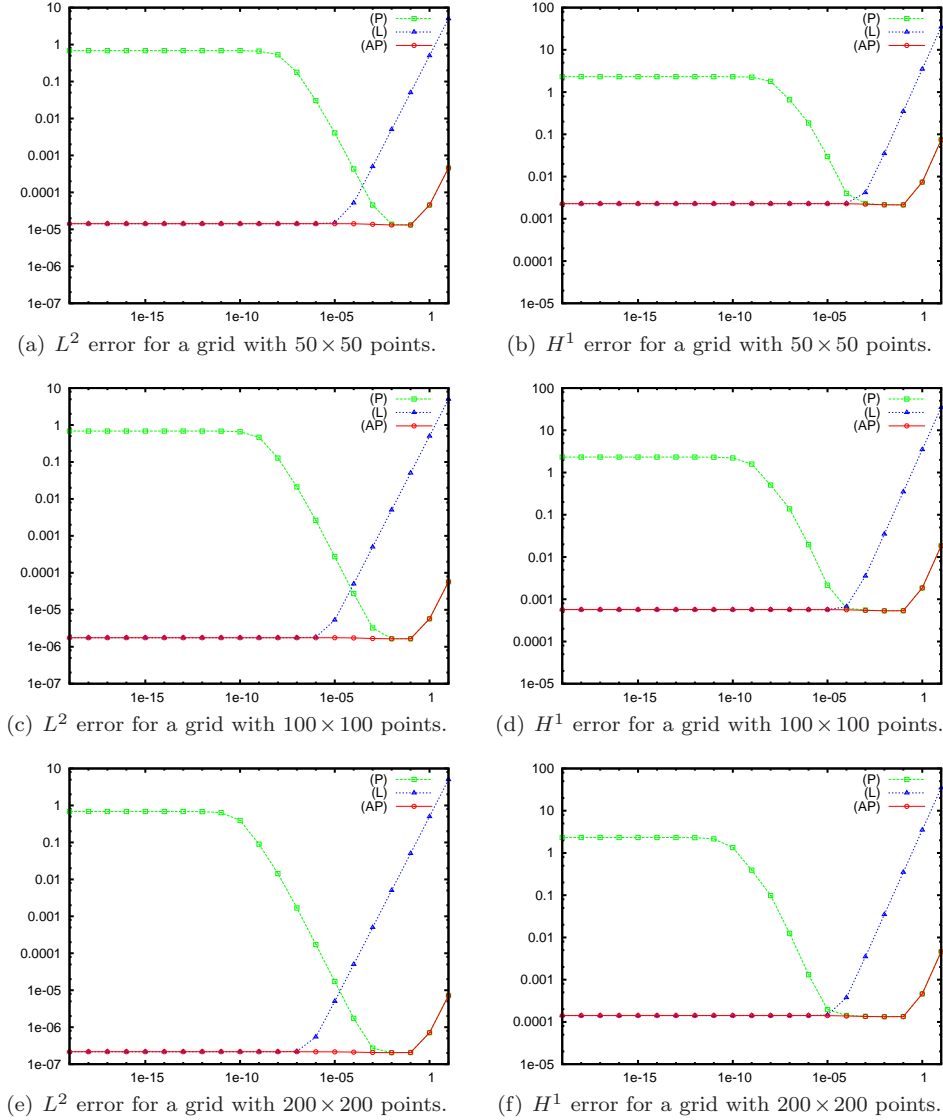 10
1
0.1
0.01
0.001
0.0001
1e-05
1e-06
1e-07
1e-15 1e-10 1e-05 1
(P)
(L)
(AP)
(a) L² error for a grid with 50×50 points.
100
10
1
0.1
0.01
0.001
0.0001
1e-05
1e-15 1e-10 1e-05 1
(P)
(L)
(AP)
(b) H¹ error for a grid with 50×50 points.
10
1
0.1
0.01
0.001
0.0001
1e-05
1e-06
1e-07
1e-15 1e-10 1e-05 1
(P)
(L)
(AP)
(c) L² error for a grid with 100×100 points.
100
10
1
0.1
0.01
0.001
0.0001
1e-05
1e-15 1e-10 1e-05 1
(P)
(L)
(AP)
(d) H¹ error for a grid with 100×100 points.
10
1
0.1
0.01
0.001
0.0001
1e-05
1e-06
1e-07
1e-15 1e-10 1e-05 1
(P)
(L)
(AP)
(e) L² error for a grid with 200×200 points.
100
10
1
0.1
0.01
0.001
0.0001
1e-05
1e-15 1e-10 1e-05 1
(P)
(L)
(AP)
(f) H¹ error for a grid with 200×200 points.